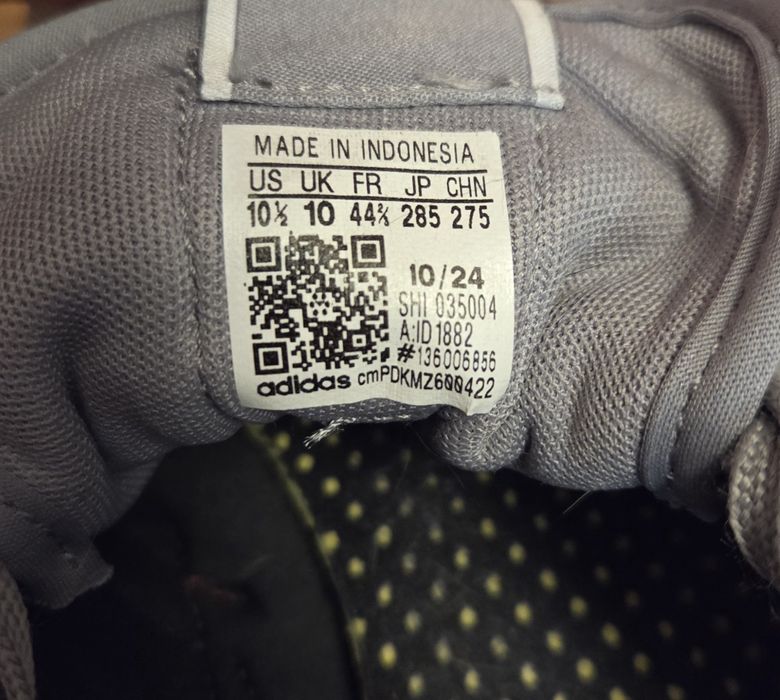 MADE IN INDONESIA
US UK FR JP CHN
10½ 10 44⅔ 285 275
10/24
SHI 035004
A:ID1882
#136006856
adidas cmPDKMZ600422